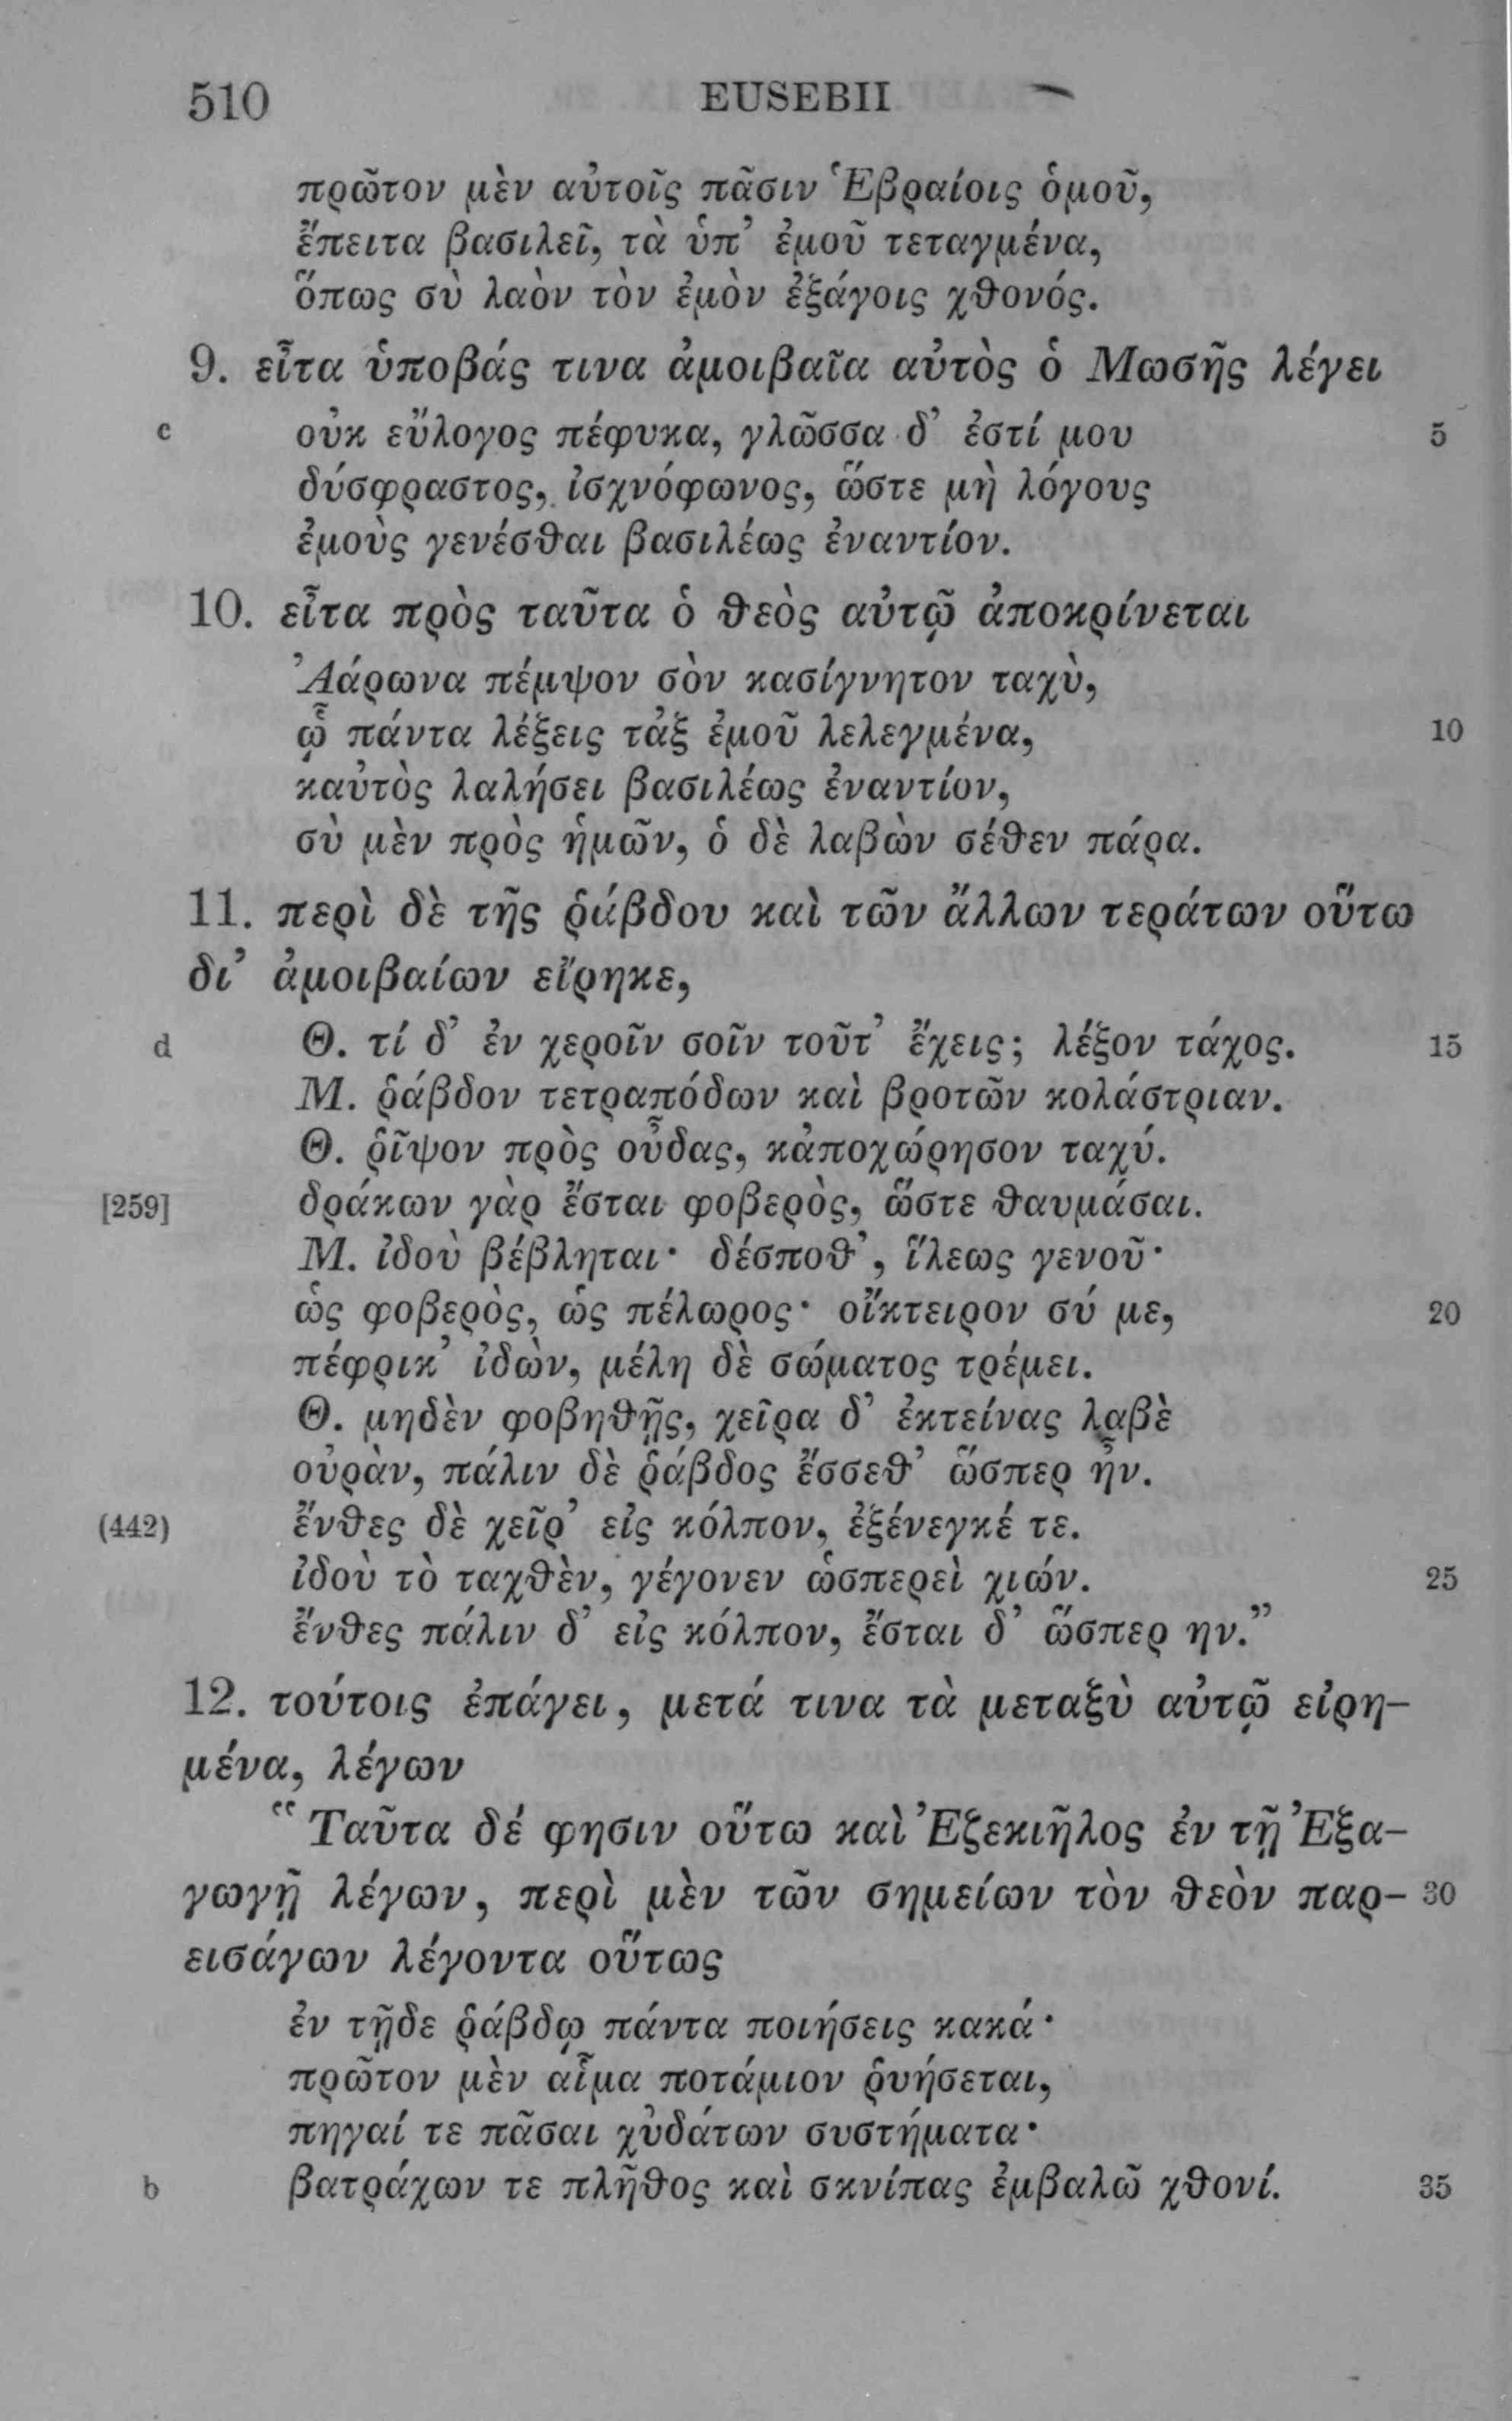 510 EUSEBII
πρῶτον μὲν αὐτοῖς πᾶσιν Ἑβραίοις ὁμοῦ,
ἔπειτα βασιλεῖ, τὰ ὑπ’ ἐμοῦ τεταγμένα,
ὅπως σὺ λαὸν τὸν ἐμὸν ἐξάγοις χθονός.
9. εἶτα ὑποβάς τινα ἀμοιβαῖα αὐτὸς ὁ Μωσῆς λέγει
c οὐκ εὔλογος πέφυκα, γλῶσσα δ’ ἐστί μου 5
δύσφραστος, ἰσχνόφωνος, ὥστε μὴ λόγους
ἐμοὺς γενέσθαι βασιλέως ἐναντίον.
10. εἶτα πρὸς ταῦτα ὁ θεὸς αὐτῷ ἀποκρίνεται
Ἀάρωνα πέμψον σὸν κασίγνητον ταχὺ,
ᾧ πάντα λέξεις τἀξ ἐμοῦ λελεγμένα, 10
καὐτὸς λαλήσει βασιλέως ἐναντίον,
σὺ μὲν πρὸς ἡμῶν, ὁ δὲ λαβὼν σέθεν πάρα.
11. περὶ δὲ τῆς ῥάβδου καὶ τῶν ἄλλων τεράτων οὕτω
δι’ ἀμοιβαίων εἴρηκε,
d Θ. τί δ’ ἐν χεροῖν σοῖν τοῦτ’ ἔχεις; λέξον τάχος. 15
Μ. ῥάβδον τετραπόδων καὶ βροτῶν κολάστριαν.
Θ. ῥῖψον πρὸς οὖδας, κἀποχώρησον ταχύ.
[259] δράκων γὰρ ἔσται φοβερὸς, ὥστε θαυμάσαι.
Μ. ἰδοὺ βέβληται· δέσποθ’, ἵλεως γενοῦ·
ὡς φοβερὸς, ὡς πέλωρος· οἴκτειρον σύ με, 20
πέφρικ’ ἰδὼν, μέλη δὲ σώματος τρέμει.
Θ. μηδὲν φοβηθῇς, χεῖρα δ’ ἐκτείνας λαβὲ
οὐρὰν, πάλιν δὲ ῥάβδος ἔσσεθ’ ὥσπερ ἦν.
(442) ἔνθες δὲ χεῖρ’ εἰς κόλπον, ἐξένεγκέ τε.
ἰδοὺ τὸ ταχθὲν, γέγονεν ὡσπερεὶ χιών. 25
ἔνθες πάλιν δ’ εἰς κόλπον, ἔσται δ’ ὥσπερ ην.”
12. τούτοις ἐπάγει, μετά τινα τὰ μεταξὺ αὐτῷ εἰρη-
μένα, λέγων
“Ταῦτα δέ φησιν οὕτω καὶ Ἐζεκιῆλος ἐν τῇ Ἐξα-
γωγῇ λέγων, περὶ μὲν τῶν σημείων τὸν θεὸν παρ- 30
εισάγων λέγοντα οὕτως
ἐν τῇδε ῥάβδῳ πάντα ποιήσεις κακά·
πρῶτον μὲν αἷμα ποτάμιον ῥυήσεται,
πηγαί τε πᾶσαι χὐδάτων συστήματα·
b βατράχων τε πλῆθος καὶ σκνίπας ἐμβαλῶ χθονί. 35